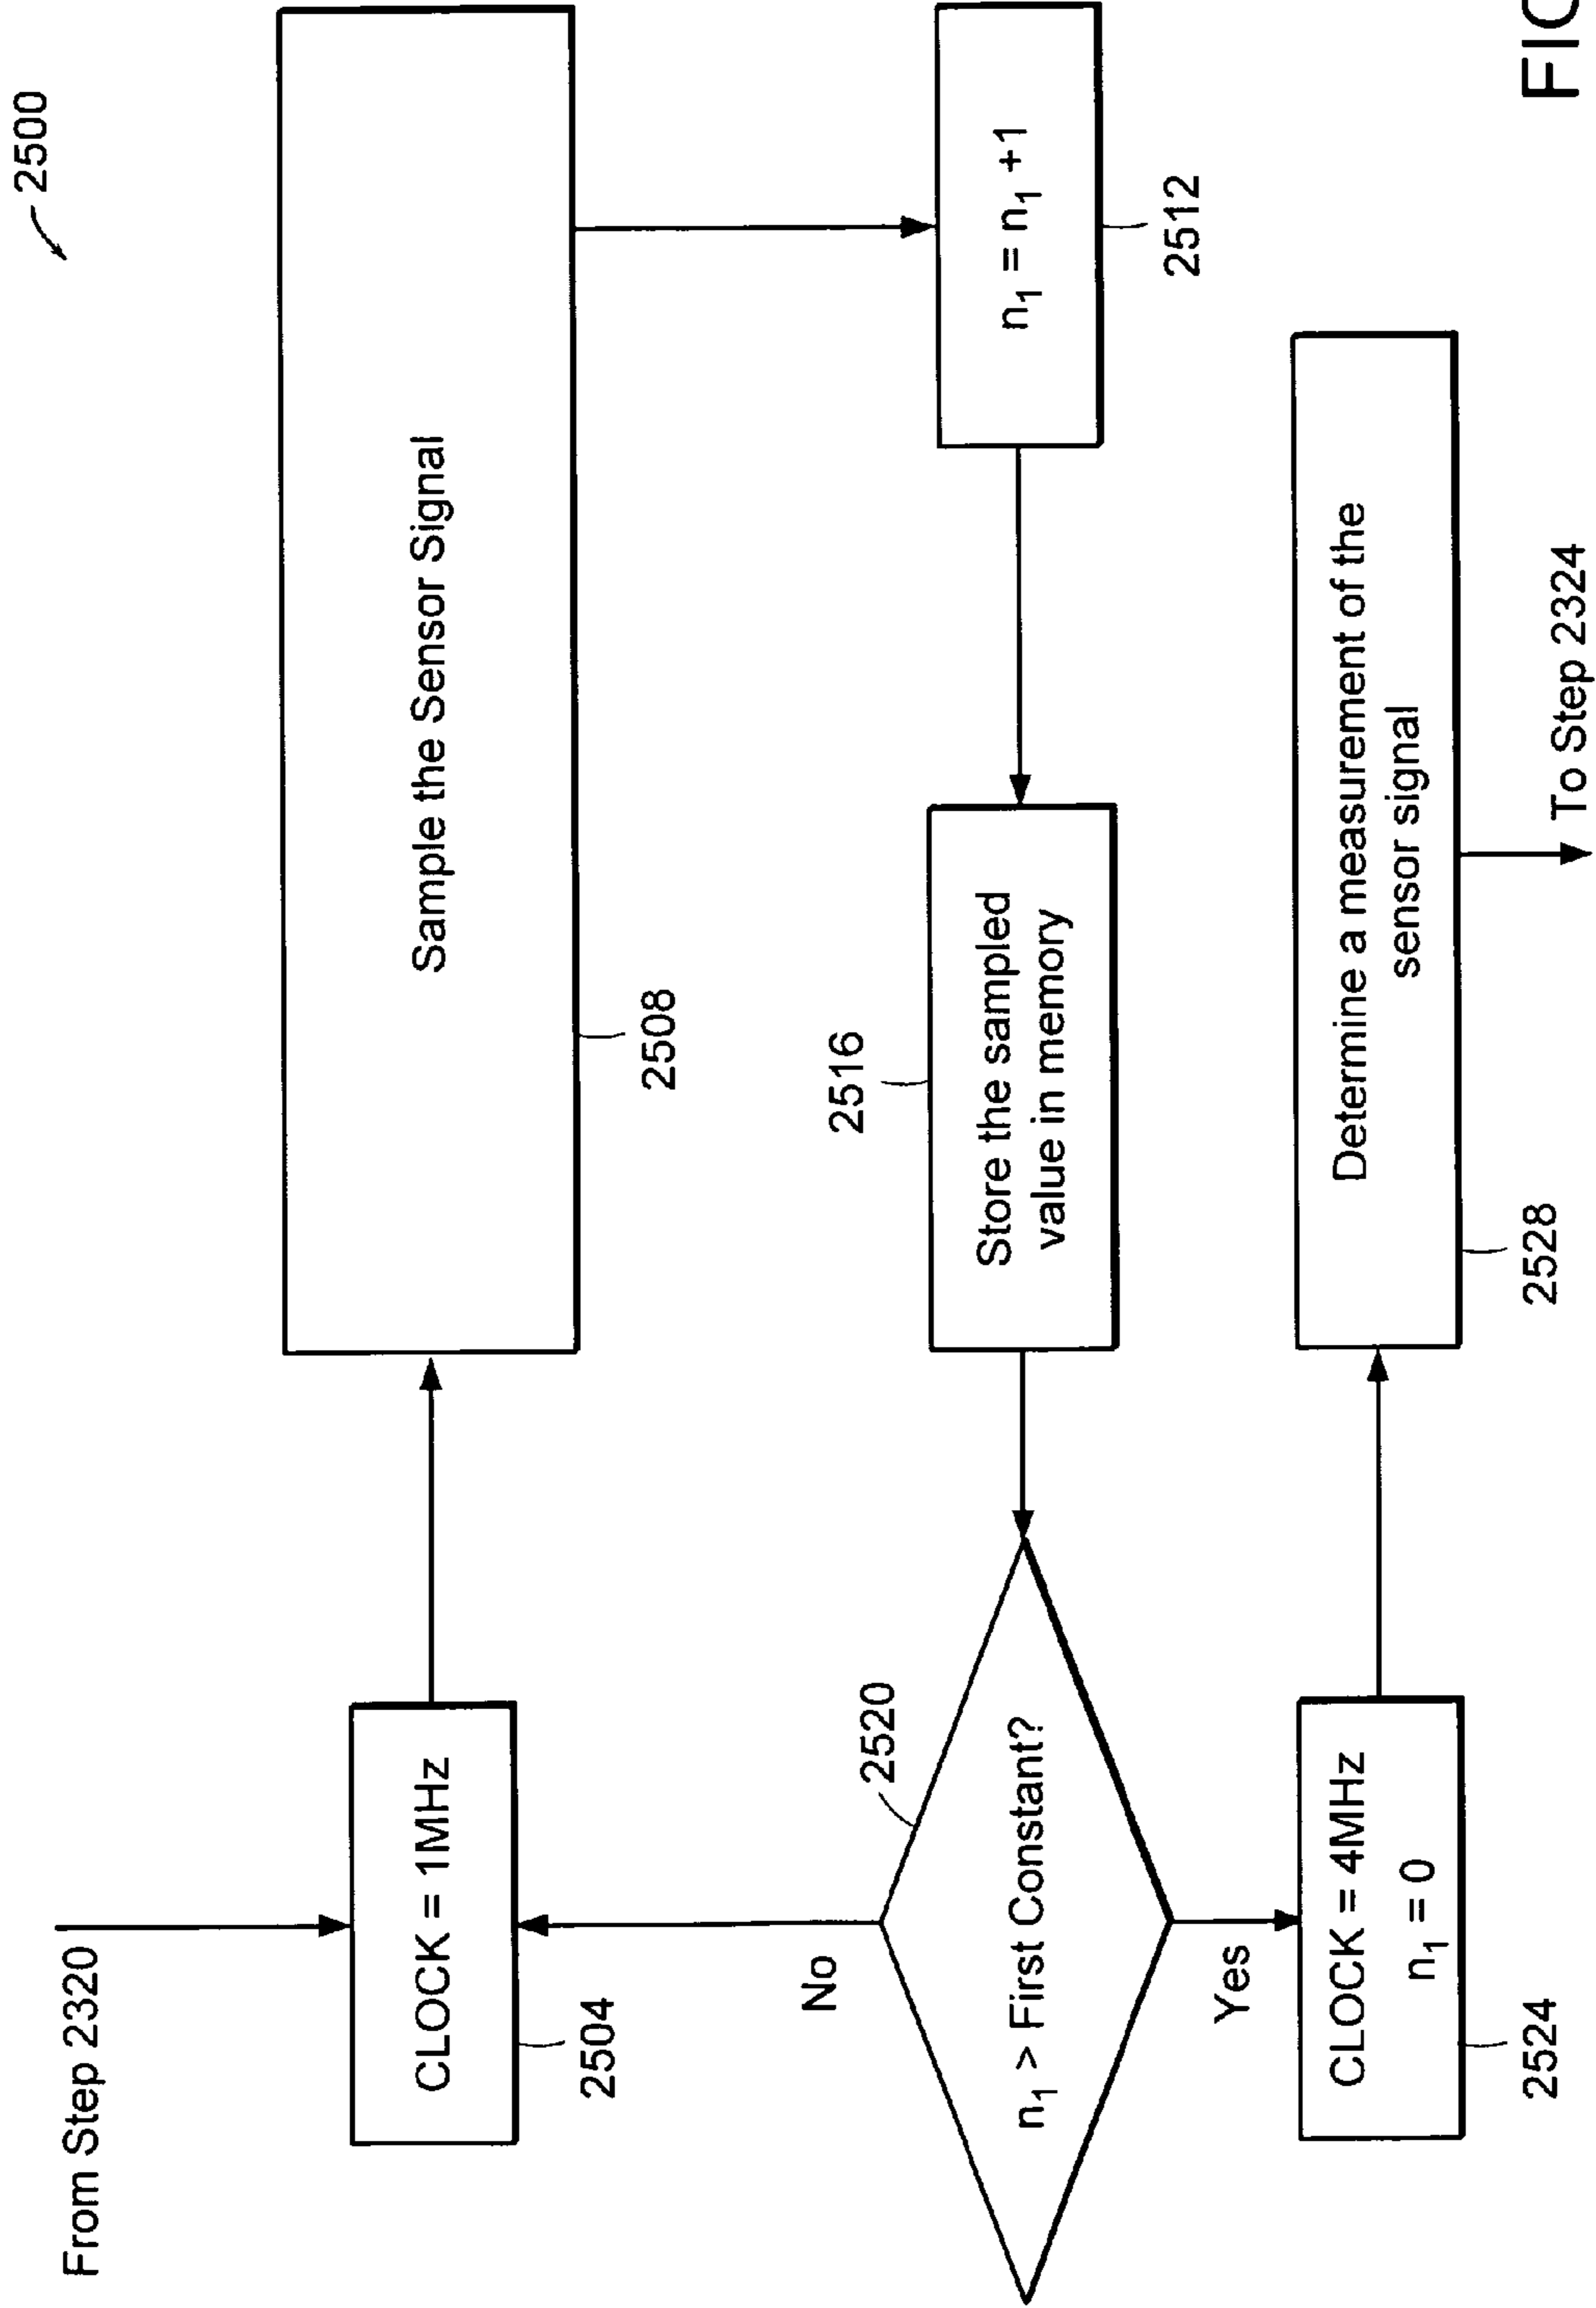 2500
From Step 2320
CLOCK = 1MHz
2504
Sample the Sensor Signal
2508
n₁ = n₁ +1
2512
2516
Store the sampled
value in memory
2520
n₁ > First Constant?
No
Yes
CLOCK = 4MHz
n₁ = 0
2524
Determine a measurement of the
sensor signal
2528
To Step 2324